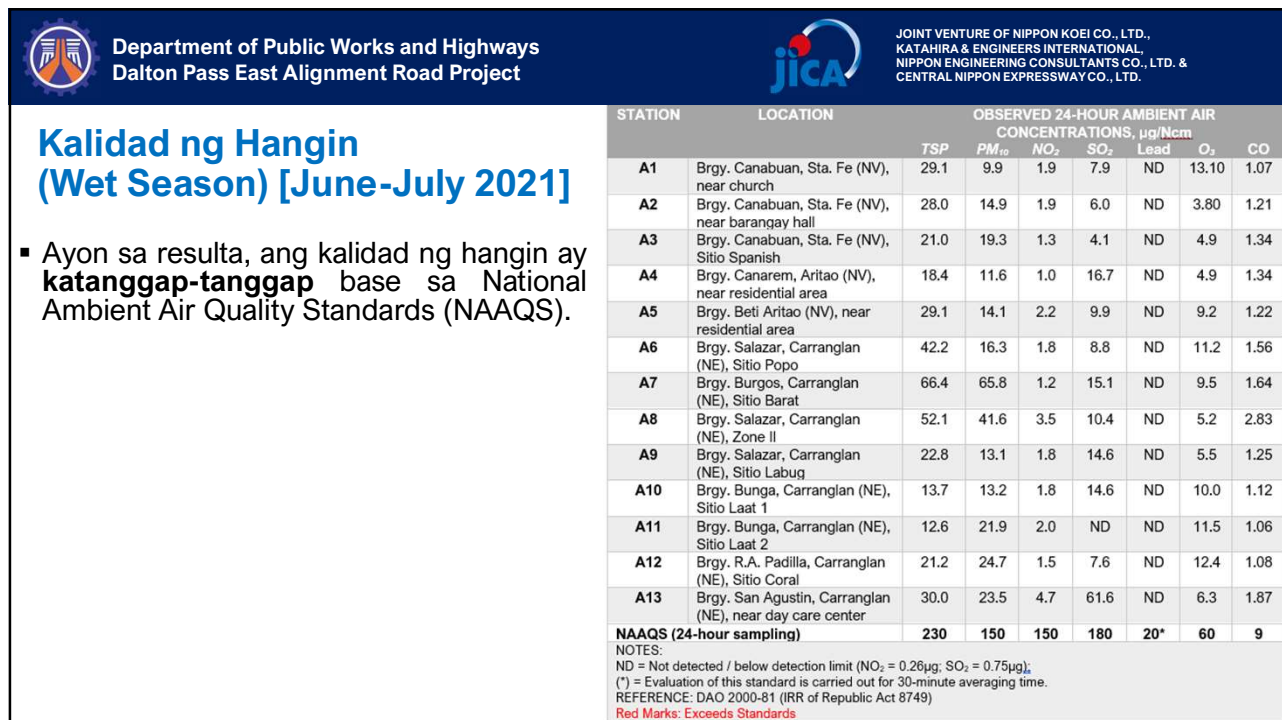 Department of Public Works and Highways
Dalton Pass East Alignment Road Project
jICA
JOINT VENTURE OF NIPPON KOEI CO., LTD.,
KATAHIRA & ENGINEERS INTERNATIONAL,
NIPPON ENGINEERING CONSULTANTS CO., LTD. &
CENTRAL NIPPON EXPRESSWAY CO., LTD.
Kalidad ng Hangin
(Wet Season) [June-July 2021]
▪ Ayon sa resulta, ang kalidad ng hangin ay
katanggap-tanggap base sa National
Ambient Air Quality Standards (NAAQS).
STATION LOCATION OBSERVED 24-HOUR AMBIENT AIR
CONCENTRATIONS, µg/Ncm
TSP PM₁₀ NO₂ SO₂ Lead O₃ CO
A1 Brgy. Canabuan, Sta. Fe (NV), 29.1 9.9 1.9 7.9 ND 13.10 1.07
near church
A2 Brgy. Canabuan, Sta. Fe (NV), 28.0 14.9 1.9 6.0 ND 3.80 1.21
near barangay hall
A3 Brgy. Canabuan, Sta. Fe (NV), 21.0 19.3 1.3 4.1 ND 4.9 1.34
Sitio Spanish
A4 Brgy. Canarem, Aritao (NV), 18.4 11.6 1.0 16.7 ND 4.9 1.34
near residential area
A5 Brgy. Beti Aritao (NV), near 29.1 14.1 2.2 9.9 ND 9.2 1.22
residential area
A6 Brgy. Salazar, Carranglan 42.2 16.3 1.8 8.8 ND 11.2 1.56
(NE), Sitio Popo
A7 Brgy. Burgos, Carranglan 66.4 65.8 1.2 15.1 ND 9.5 1.64
(NE), Sitio Barat
A8 Brgy. Salazar, Carranglan 52.1 41.6 3.5 10.4 ND 5.2 2.83
(NE), Zone II
A9 Brgy. Salazar, Carranglan 22.8 13.1 1.8 14.6 ND 5.5 1.25
(NE), Sitio Labug
A10 Brgy. Bunga, Carranglan (NE), 13.7 13.2 1.8 14.6 ND 10.0 1.12
Sitio Laat 1
A11 Brgy. Bunga, Carranglan (NE), 12.6 21.9 2.0 ND ND 11.5 1.06
Sitio Laat 2
A12 Brgy. R.A. Padilla, Carranglan 21.2 24.7 1.5 7.6 ND 12.4 1.08
(NE), Sitio Coral
A13 Brgy. San Agustin, Carranglan 30.0 23.5 4.7 61.6 ND 6.3 1.87
(NE), near day care center
NAAQS (24-hour sampling) 230 150 150 180 20* 60 9
NOTES:
ND = Not detected / below detection limit (NO₂ = 0.26µg; SO₂ = 0.75µg);
(*) = Evaluation of this standard is carried out for 30-minute averaging time.
REFERENCE: DAO 2000-81 (IRR of Republic Act 8749)
Red Marks: Exceeds Standards